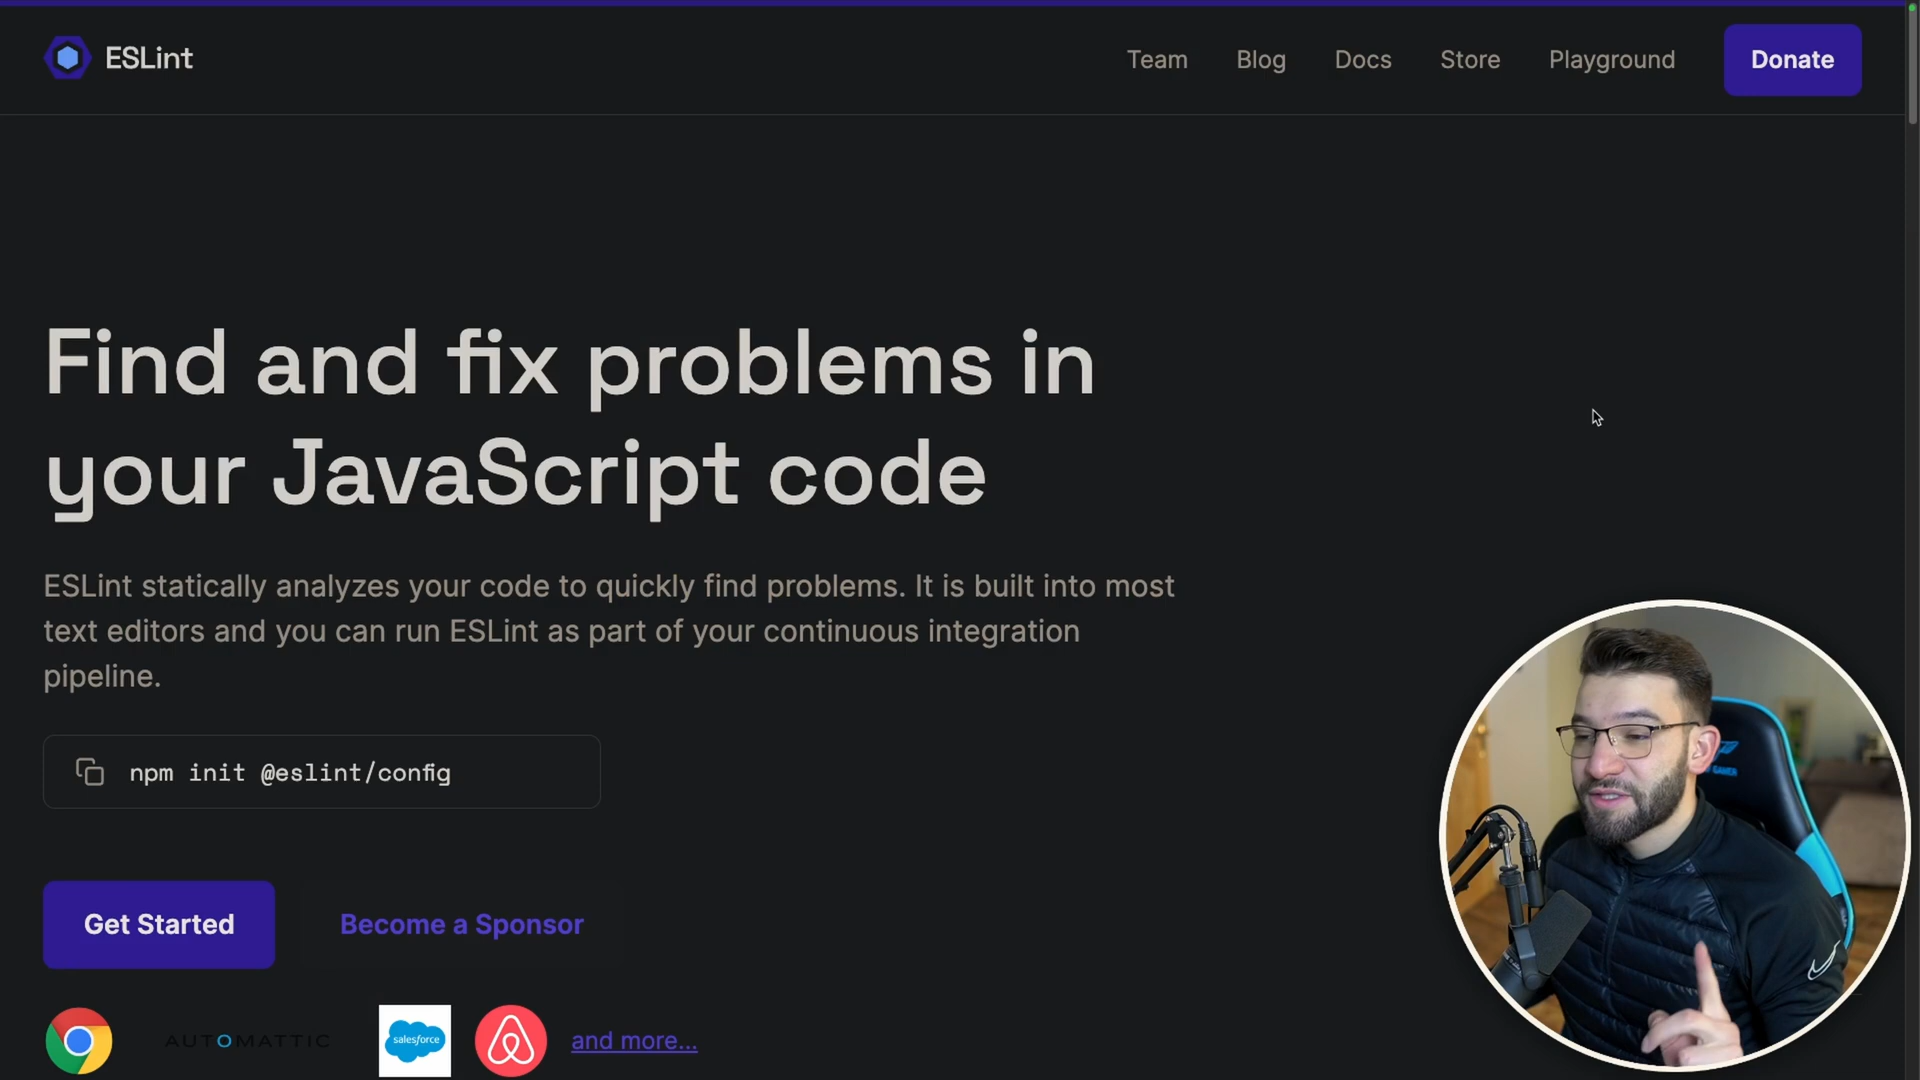 ESLint
Team
Blog
Docs
Store
Playground
Donate
Find and fix problems in
your JavaScript code
ESLint statically analyzes your code to quickly find problems. It is built into most
text editors and you can run ESLint as part of your continuous integration
pipeline.
npm init @eslint/config
Get Started
Become a Sponsor
AUTOMATTIC
salesforce
and more...